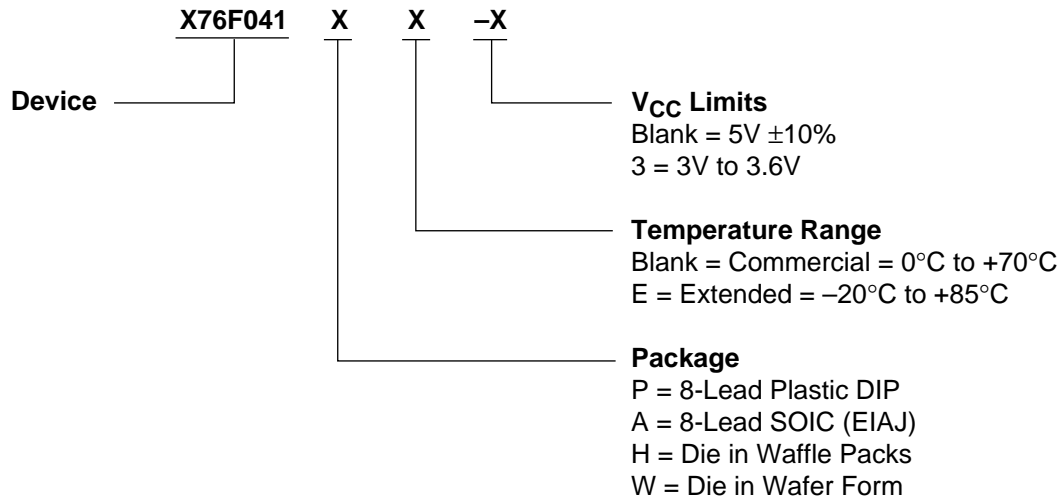 X76F041 X X –X
Device
VCC Limits
Blank = 5V ±10%
3 = 3V to 3.6V
Temperature Range
Blank = Commercial = 0°C to +70°C
E = Extended = –20°C to +85°C
Package
P = 8-Lead Plastic DIP
A = 8-Lead SOIC (EIAJ)
H = Die in Waffle Packs
W = Die in Wafer Form